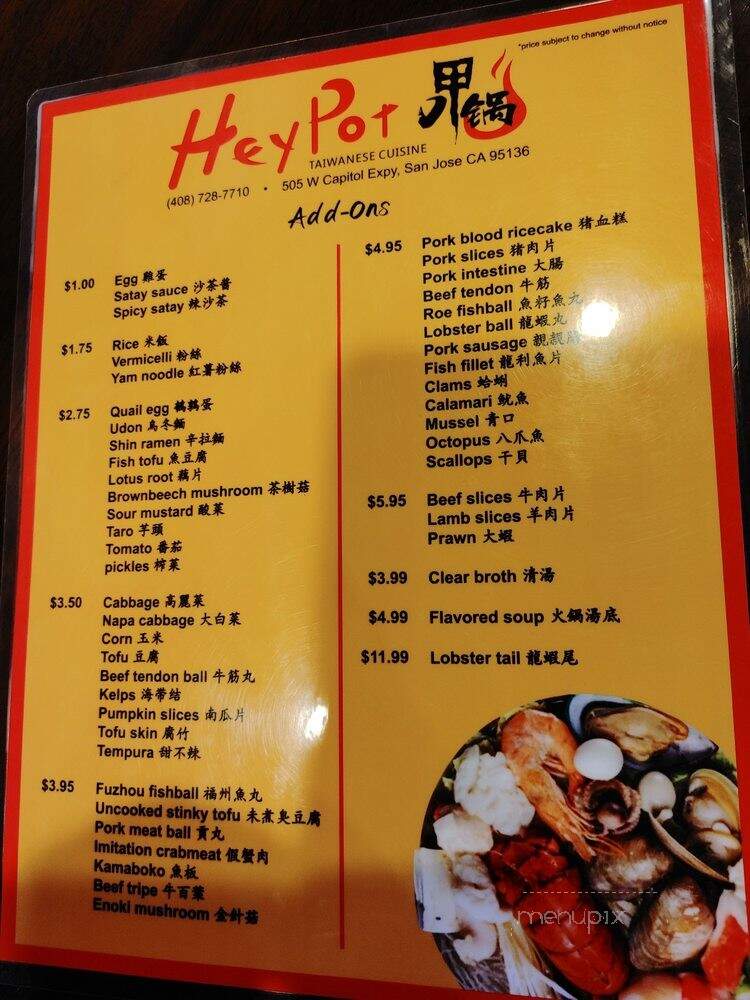 *price subject to change without notice
HeyPot 甲锅
TAIWANESE CUISINE
(408) 728-7710 • 505 W Capitol Expy, San Jose CA 95136
Add-Ons
$1.00 Egg 雞蛋
Satay sauce 沙茶醬
Spicy satay 辣沙茶
$1.75 Rice 米飯
Vermicelli 粉絲
Yam noodle 紅薯粉絲
$2.75 Quail egg 鵪鶉蛋
Udon 烏冬麵
Shin ramen 辛拉麵
Fish tofu 魚豆腐
Lotus root 藕片
Brownbeech mushroom 茶樹菇
Sour mustard 酸菜
Taro 芋頭
Tomato 番茄
pickles 榨菜
$3.50 Cabbage 高麗菜
Napa cabbage 大白菜
Corn 玉米
Tofu 豆腐
Beef tendon ball 牛筋丸
Kelps 海带结
Pumpkin slices 南瓜片
Tofu skin 腐竹
Tempura 甜不辣
$3.95 Fuzhou fishball 福州魚丸
Uncooked stinky tofu 未煮臭豆腐
Pork meat ball 貢丸
Imitation crabmeat 假蟹肉
Kamaboko 魚板
Beef tripe 牛百葉
Enoki mushroom 金針菇
$4.95 Pork blood ricecake 猪血糕
Pork slices 猪肉片
Pork intestine 大腸
Beef tendon 牛筋
Roe fishball 魚籽魚丸
Lobster ball 龍蝦丸
Pork sausage
Fish fillet 龍利魚片
Clams 蛤蜊
Calamari 魷魚
Mussel 青口
Octopus 八爪魚
Scallops 干貝
$5.95 Beef slices 牛肉片
Lamb slices 羊肉片
Prawn 大蝦
$3.99 Clear broth 清湯
$4.99 Flavored soup 火鍋湯底
$11.99 Lobster tail 龍蝦尾
menupix